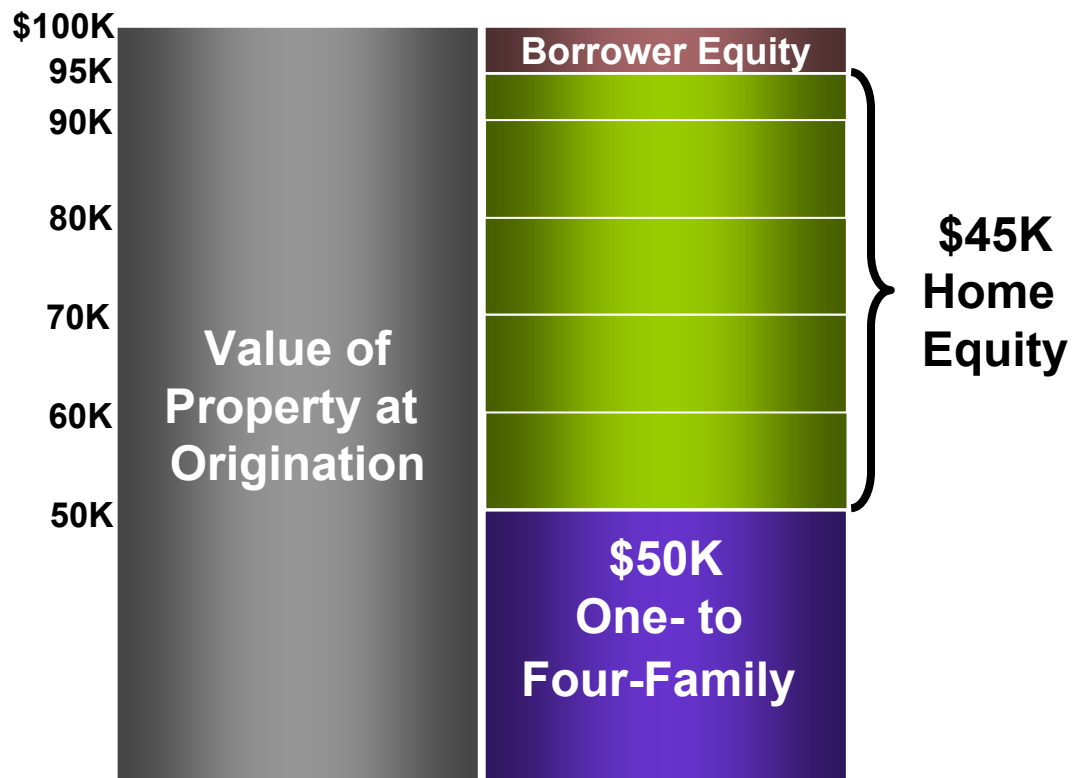 $100K
95K
90K
80K
70K
60K
50K
Value of
Property at
Origination
Borrower Equity
$50K
One- to
Four-Family
$45K
Home
Equity